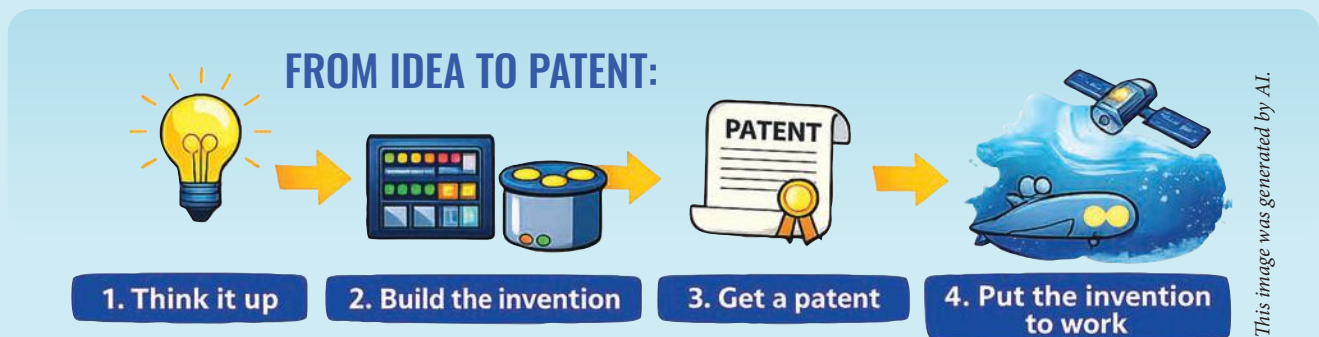 FROM IDEA TO PATENT:
PATENT
1. Think it up
2. Build the invention
3. Get a patent
4. Put the invention
to work
This image was generated by AI.